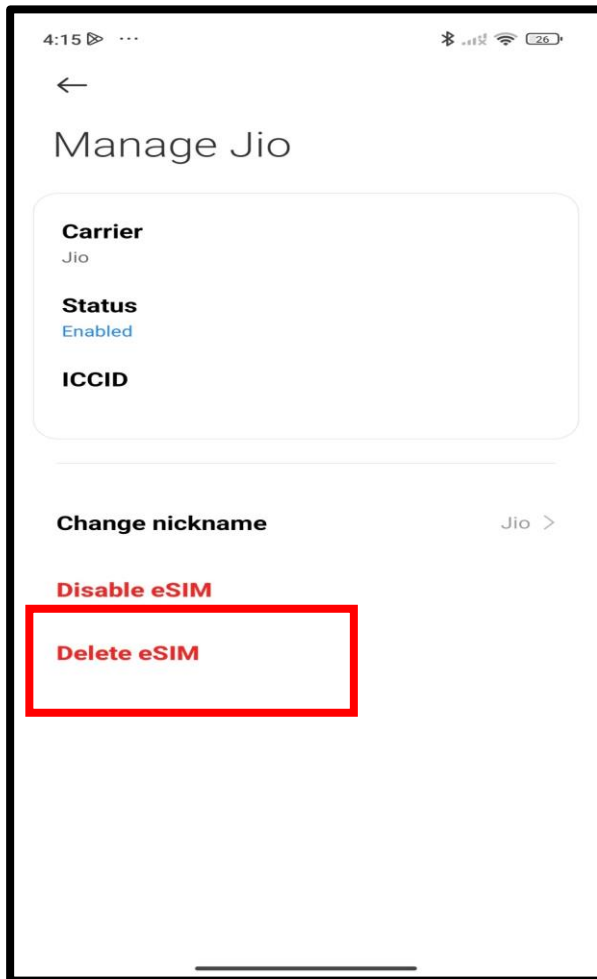 4:15 ...
26
Manage Jio
Carrier
Jio
Status
Enabled
ICCID
Change nickname Jio >
Disable eSIM
Delete eSIM